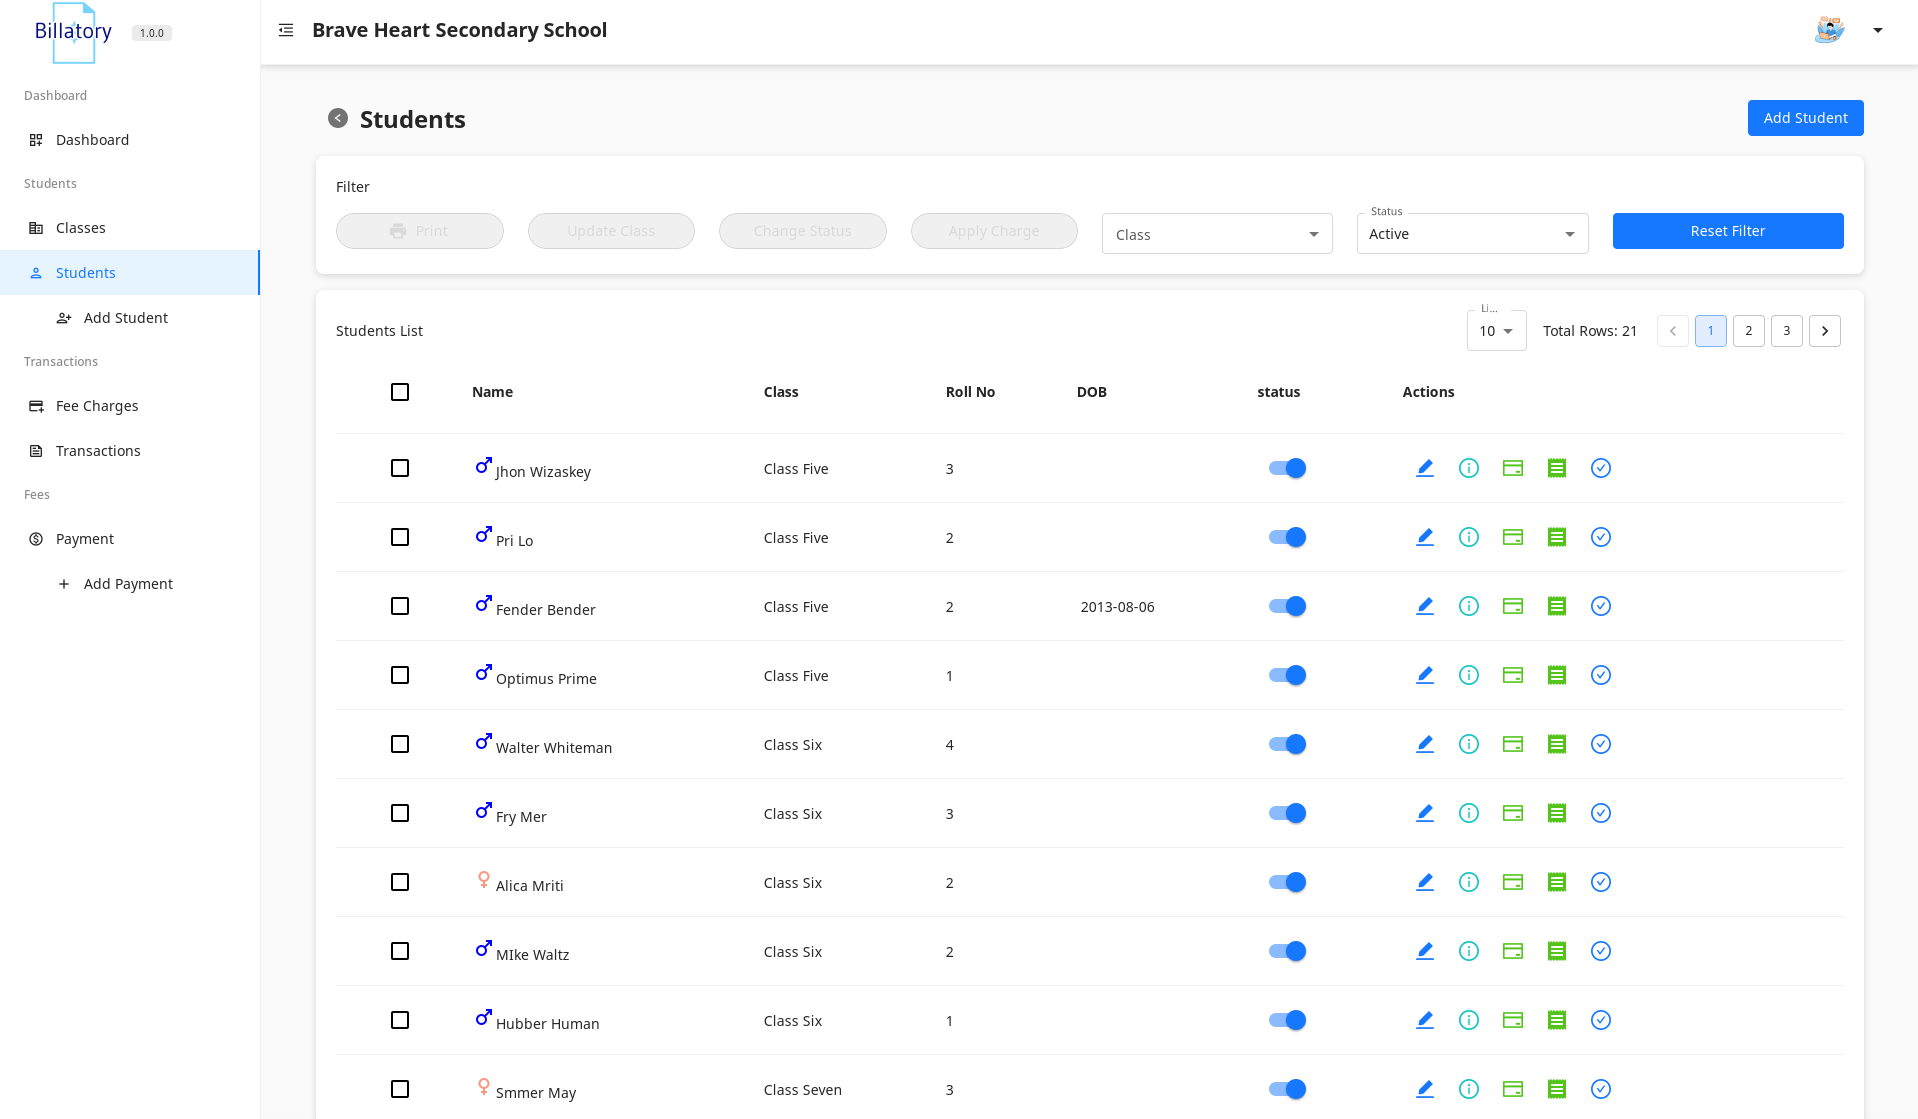 Billatory
1.0.0
Brave Heart Secondary School
Dashboard
Dashboard
Students
Classes
Students
Add Student
Transactions
Fee Charges
Transactions
Fees
Payment
Add Payment
Students
Add Student
Filter
Print
Update Class
Change Status
Apply Charge
Class
Status
Active
Reset Filter
Students List
Li...
10
Total Rows: 21
1 2 3
Name Class Roll No DOB status Actions
Jhon Wizaskey Class Five 3
Pri Lo Class Five 2
Fender Bender Class Five 2 2013-08-06
Optimus Prime Class Five 1
Walter Whiteman Class Six 4
Fry Mer Class Six 3
Alica Mriti Class Six 2
MIke Waltz Class Six 2
Hubber Human Class Six 1
Smmer May Class Seven 3